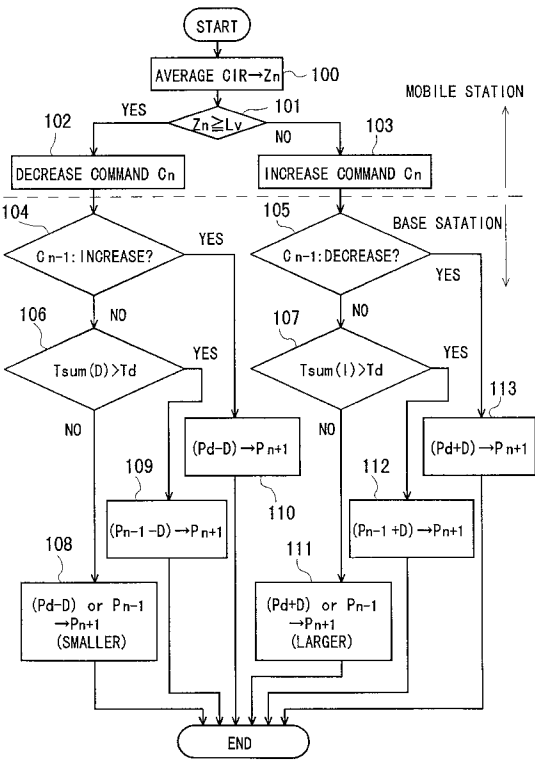 START
AVERAGE CIR→Zn
100
MOBILE STATION
101
Zn≧Lv
YES
NO
102
103
DECREASE COMMAND Cn
INCREASE COMMAND Cn
BASE SATATION
104
105
Cn-1:INCREASE?
YES
Cn-1:DECREASE?
YES
NO
NO
106
107
Tsum(D)>Td
YES
Tsum(I)>Td
YES
NO
NO
113
(Pd-D)→Pn+1
(Pd+D)→Pn+1
110
109
112
(Pn-1-D)→Pn+1
(Pn-1+D)→Pn+1
108
111
(Pd-D) or Pn-1
→Pn+1
(SMALLER)
(Pd+D) or Pn-1
→Pn+1
(LARGER)
END